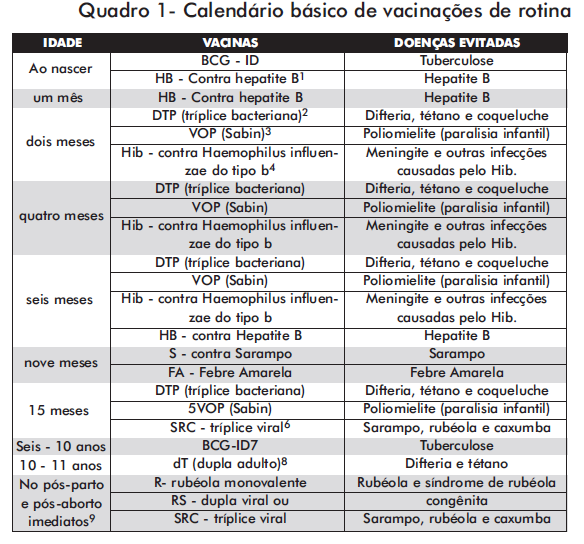 Quadro 1- Calendário básico de vacinações de rotina
IDADE VACINAS DOENÇAS EVITADAS
Ao nascer
BCG - ID Tuberculose
HB - Contra hepatite B1 Hepatite B
um mês HB - Contra hepatite B Hepatite B
dois meses
DTP (tríplice bacteriana)2 Difteria, tétano e coqueluche
VOP (Sabin)3 Poliomielite (paralisia infantil)
Hib - contra Haemophilus influen- Meningite e outras infecções
zae do tipo b4 causadas pelo Hib.
quatro meses
DTP (tríplice bacteriana) Difteria, tétano e coqueluche
VOP (Sabin) Poliomielite (paralisia infantil)
Hib - contra Haemophilus influen- Meningite e outras infecções
zae do tipo b causadas pelo Hib.
seis meses
DTP (tríplice bacteriana) Difteria, tétano e coqueluche
VOP (Sabin) Poliomielite (paralisia infantil)
Hib - contra Haemophilus influen- Meningite e outras infecções
zae do tipo b causadas pelo Hib.
HB - contra Hepatite B Hepatite B
nove meses
S - contra Sarampo Sarampo
FA - Febre Amarela Febre Amarela
15 meses
DTP (tríplice bacteriana) Difteria, tétano e coqueluche
5VOP (Sabin) Poliomielite (paralisia infantil)
SRC - tríplice viral6 Sarampo, rubéola e caxumba
Seis - 10 anos BCG-ID7 Tuberculose
10 - 11 anos dT (dupla adulto)8 Difteria e tétano
No pós-parto R- rubéola monovalente Rubéola e síndrome de rubéola
e pós-aborto RS - dupla viral ou congênita
imediatos9 SRC - tríplice viral Sarampo, rubéola e caxumba